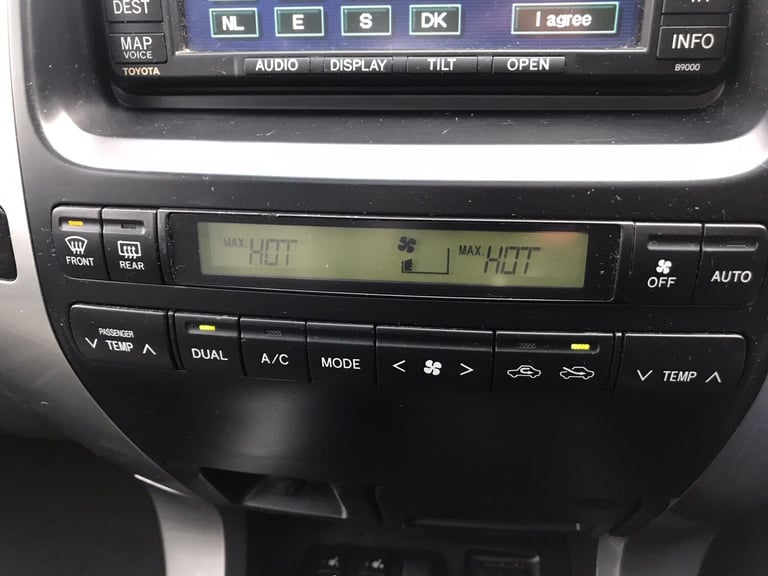 DEST
NL E S DK I agree
MAP
VOICE
INFO
TOYOTA
AUDIO DISPLAY TILT OPEN
B9000
FRONT
REAR
MAX. HOT
MAX. HOT
OFF
AUTO
PASSENGER
TEMP
DUAL
A/C
MODE
TEMP